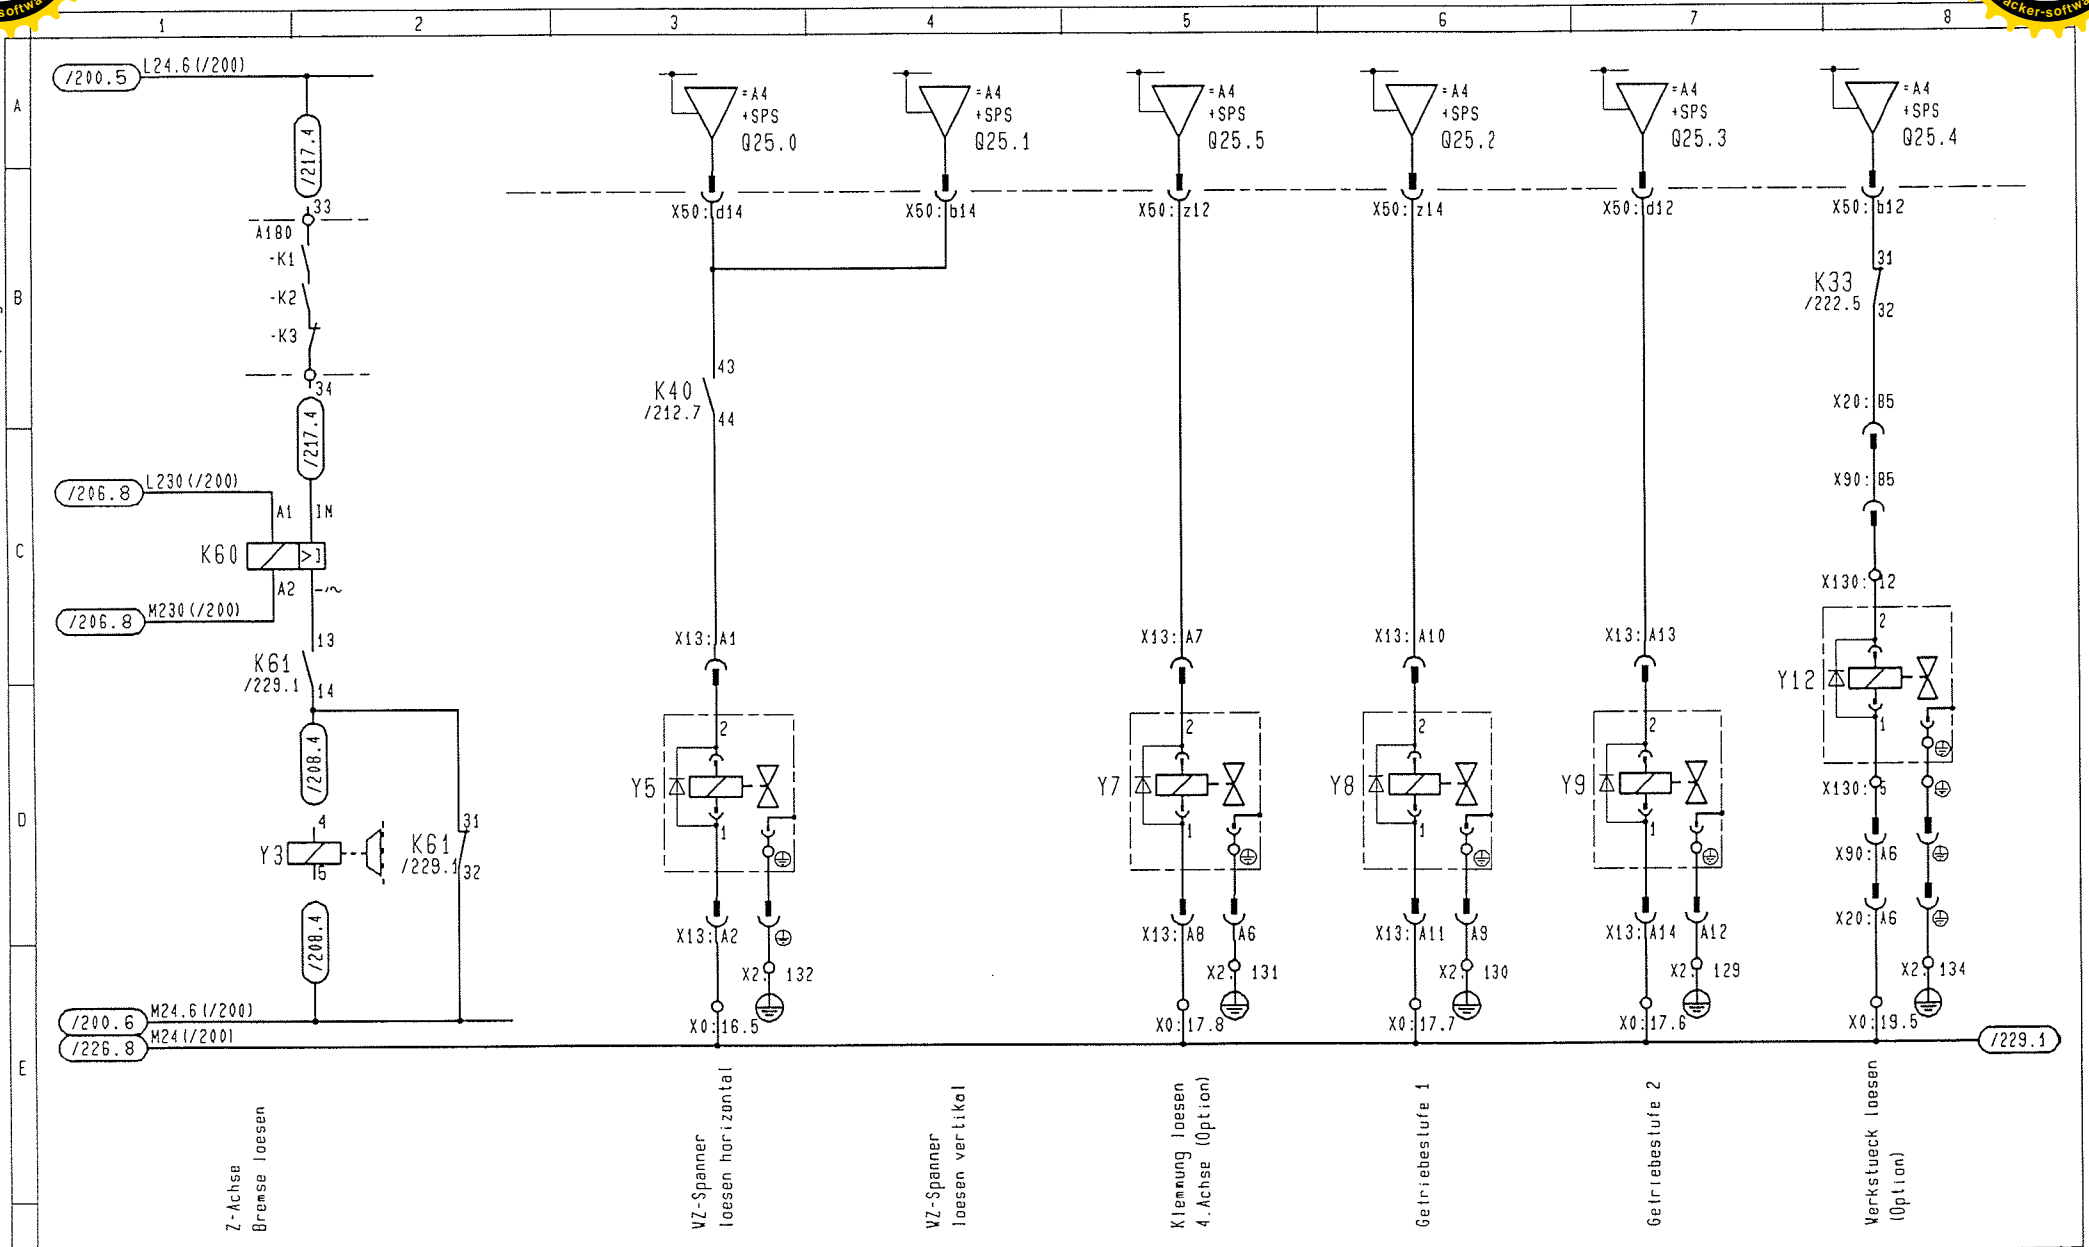 softwa
acker-softwa
1 2 3 4 5 6 7 8
A
B
C
D
E
/200.5
L24.6(/200)
/217.4
33
A180
-K1
-K2
-K3
34
/217.4
/206.8
L230(/200)
A1
IN
K60
>]
A2
-/~
/206.8
M230(/200)
13
K61
/229.1
14
/208.4
4
Y3
5
/208.4
31
K61
/229.1
32
/200.6
M24.6(/200)
/226.8
M24(/200)
/229.1
Z-Achse
Bremse loesen
=A4
+SPS
Q25.0
X50:d14
43
K40
/212.7
44
X13:A1
2
Y5
1
X13:A2
X2: 132
X0:16.5
WZ-Spanner
loesen horizontal
=A4
+SPS
Q25.1
X50:b14
WZ-Spanner
loesen vertikal
=A4
+SPS
Q25.5
X50:z12
X13:A7
2
Y7
1
X13:A8
A6
X2: 131
X0:17.8
Klemmung loesen
4.Achse (Option)
=A4
+SPS
Q25.2
X50:z14
X13:A10
2
Y8
1
X13:A11
A9
X2: 130
X0:17.7
Getriebestufe 1
=A4
+SPS
Q25.3
X50:d12
X13:A13
2
Y9
1
X13:A14
A12
X2: 129
X0:17.6
Getriebestufe 2
=A4
+SPS
Q25.4
X50:b12
31
K33
/222.5
32
X20:B5
X90:B5
X130:12
2
Y12
1
X130:5
X90:A6
X20:A6
X2: 134
X0:19.5
Werkstueck loesen
(Option)